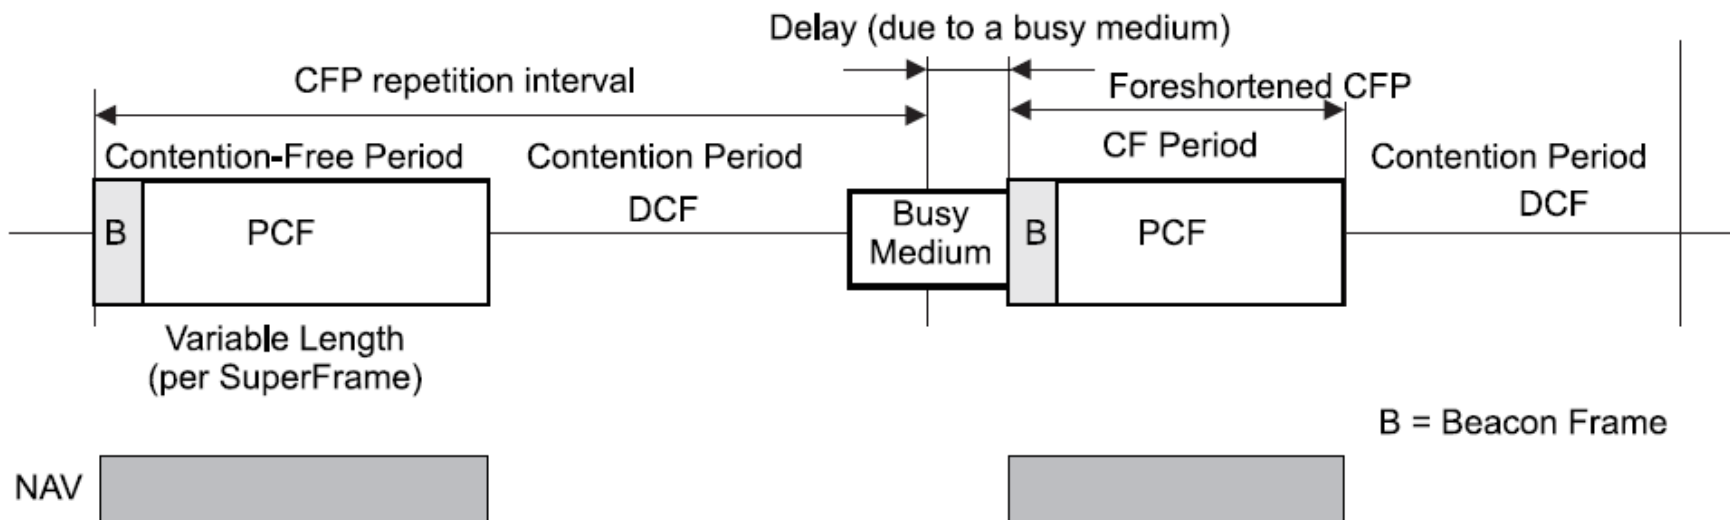 Delay (due to a busy medium)
CFP repetition interval
Foreshortened CFP
Contention-Free Period
Contention Period
CF Period
Contention Period
DCF
DCF
B
PCF
Busy
Medium
B
PCF
Variable Length
(per SuperFrame)
B = Beacon Frame
NAV